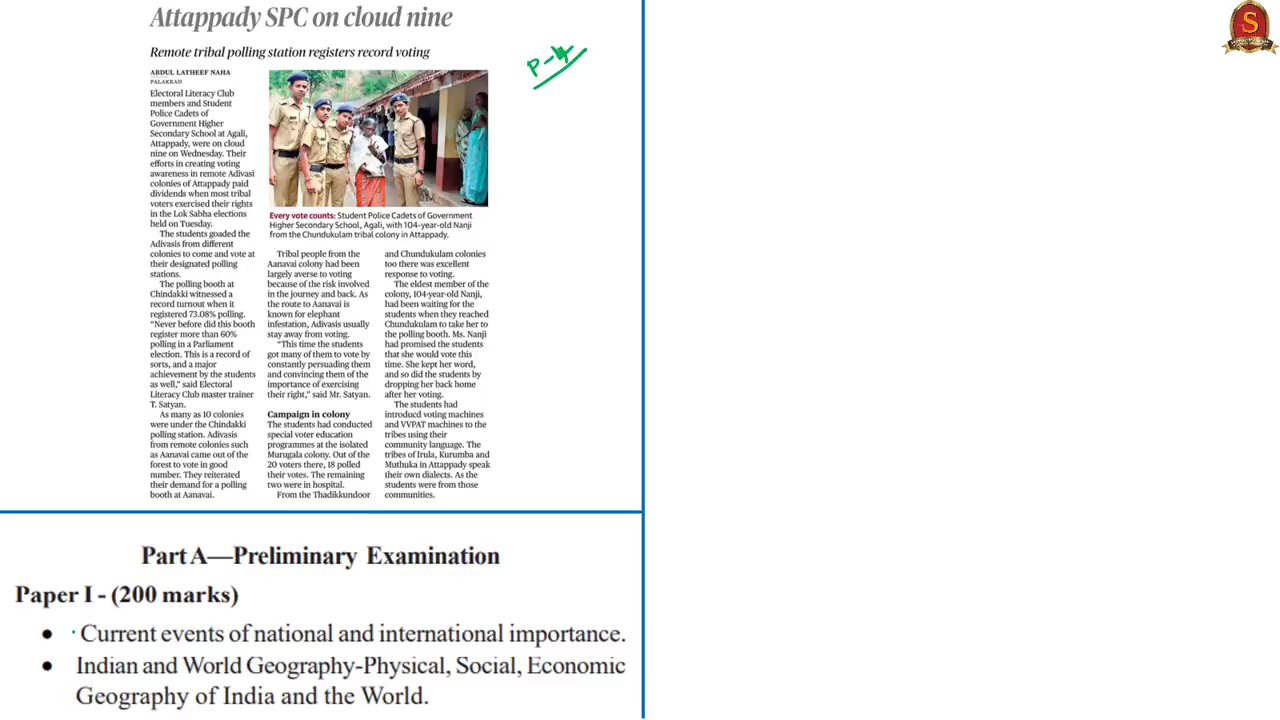 Attappady SPC on cloud nine
Remote tribal polling station registers record voting
P-4
ABDUL LATHEEF NAHA
PALAKKAD
Electoral Literacy Club
members and Student
Police Cadets of
Government Higher
Secondary School at Agali,
Attappady, were on cloud
nine on Wednesday. Their
efforts in creating voting
awareness in remote Adivasi
colonies of Attappady paid
dividends when most tribal
voters exercised their rights
in the Lok Sabha elections
held on Tuesday.
The students goaded the
Adivasis from different
colonies to come and vote at
their designated polling
stations.
The polling booth at
Chindakki witnessed a
record turnout when it
registered 73.08% polling.
“Never before did this booth
register more than 60%
polling in a Parliament
election. This is a record of
sorts, and a major
achievement by the students
as well,” said Electoral
Literacy Club master trainer
T. Satyan.
As many as 10 colonies
were under the Chindakki
polling station. Adivasis
from remote colonies such
as Aanavai came out of the
forest to vote in good
number. They reiterated
their demand for a polling
booth at Aanavai.
Every vote counts: Student Police Cadets of Government
Higher Secondary School, Agali, with 104-year-old Nanji
from the Chundukulam tribal colony in Attappady.
Tribal people from the
Aanavai colony had been
largely averse to voting
because of the risk involved
in the journey and back. As
the route to Aanavai is
known for elephant
infestation, Adivasis usually
stay away from voting.
“This time the students
got many of them to vote by
constantly persuading them
and convincing them of the
importance of exercising
their right,” said Mr. Satyan.
Campaign in colony
The students had conducted
special voter education
programmes at the isolated
Murugala colony. Out of the
20 voters there, 18 polled
their votes. The remaining
two were in hospital.
From the Thadikkundoor
and Chundukulam colonies
too there was excellent
response to voting.
The eldest member of the
colony, 104-year-old Nanji,
had been waiting for the
students when they reached
Chundukulam to take her to
the polling booth. Ms. Nanji
had promised the students
that she would vote this
time. She kept her word,
and so did the students by
dropping her back home
after her voting.
The students had
introducd voting machines
and VVPAT machines to the
tribes using their
community language. The
tribes of Irula, Kurumba and
Muthuka in Attappady speak
their own dialects. As the
students were from those
communities.
Part A—Preliminary Examination
Paper I - (200 marks)
• Current events of national and international importance.
• Indian and World Geography-Physical, Social, Economic
Geography of India and the World.
S